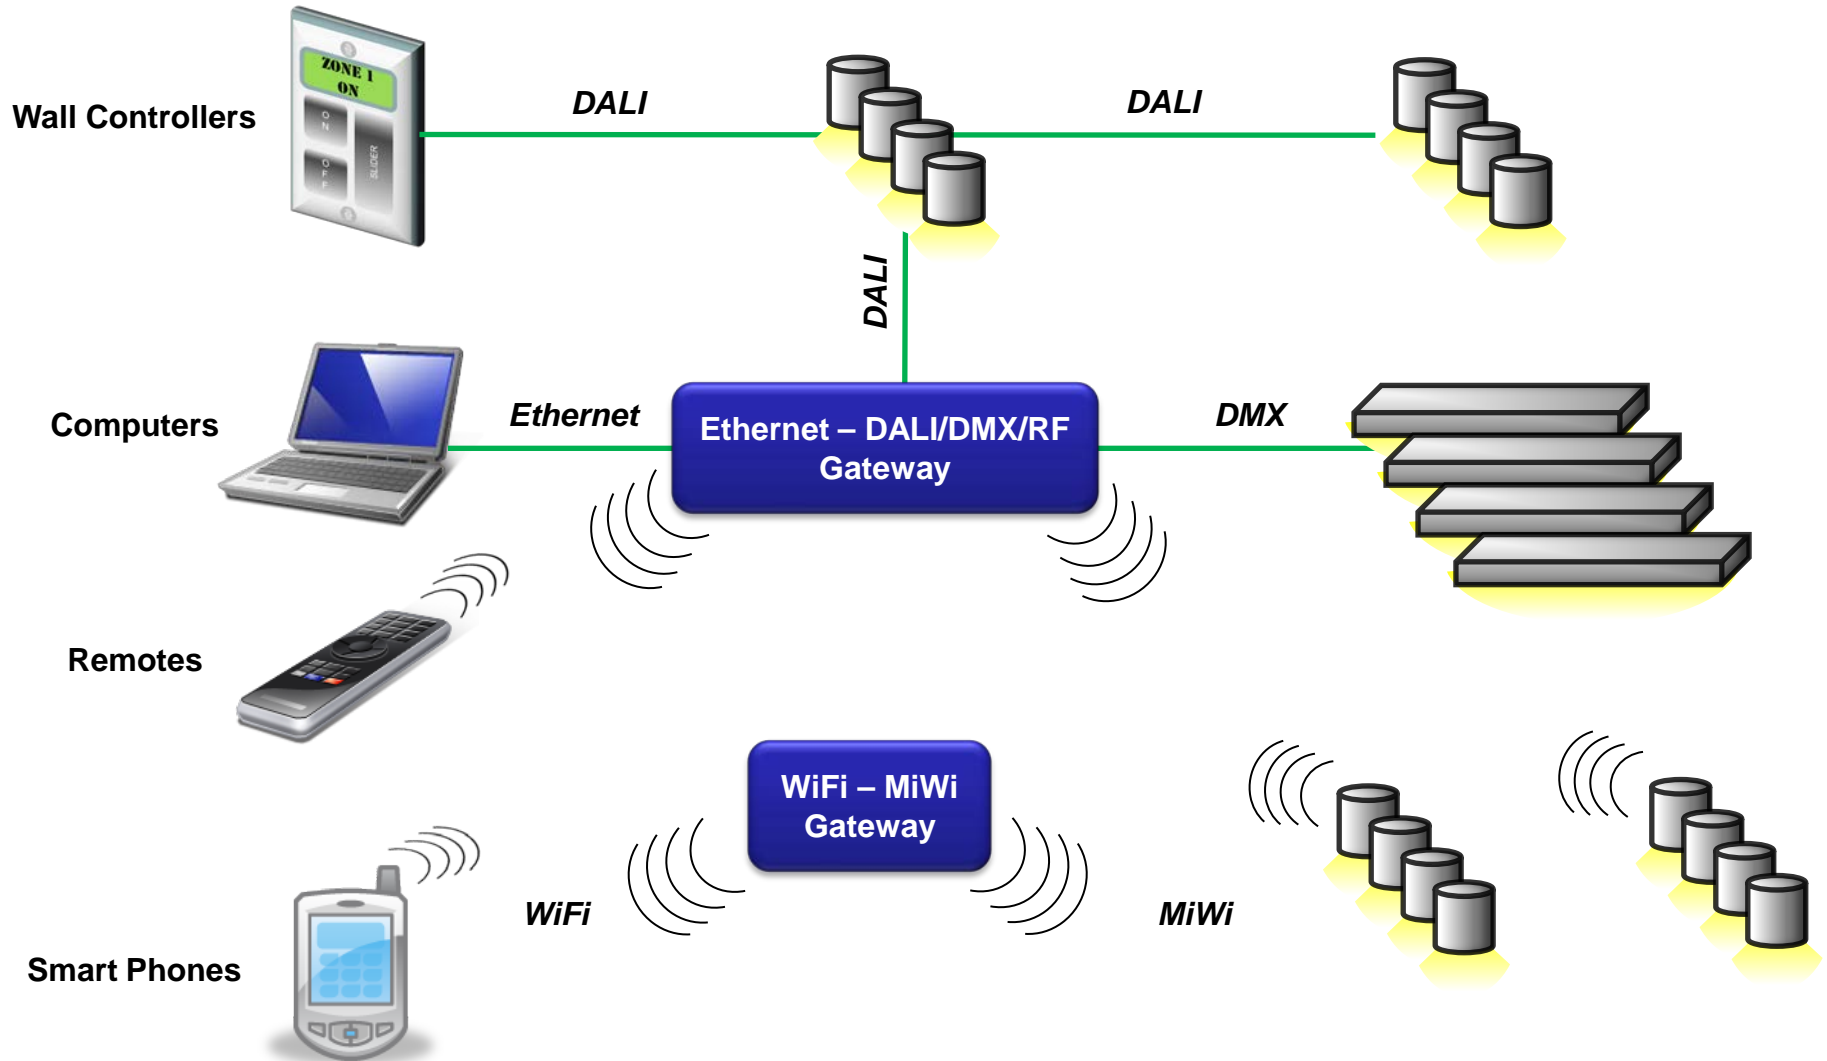 ZONE 1
ON
ON
OFF
SLIDER
Wall Controllers
DALI
DALI
DALI
Computers
Ethernet
Ethernet – DALI/DMX/RF
Gateway
DMX
Remotes
WiFi – MiWi
Gateway
WiFi
MiWi
Smart Phones